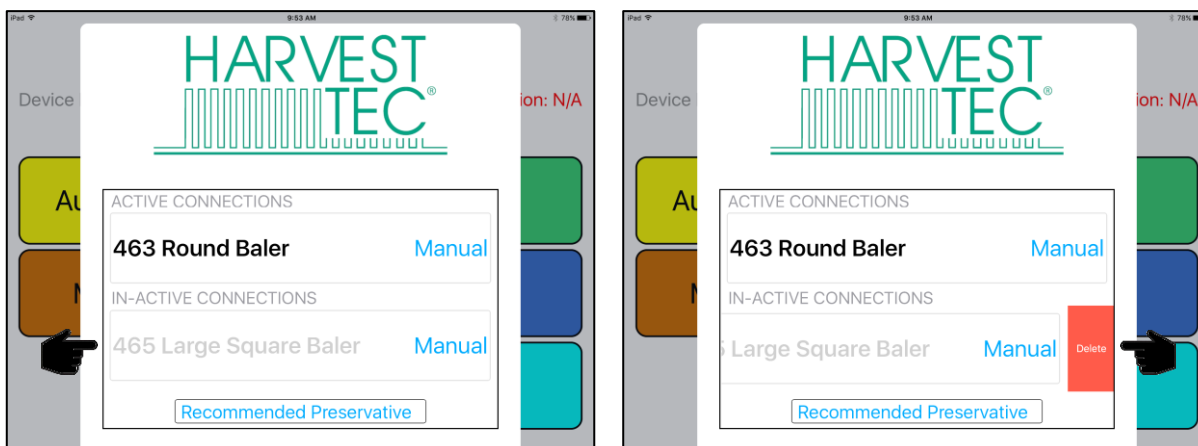 iPad 9:53 AM 78%
HARVEST
TEC®
Device ion: N/A
ACTIVE CONNECTIONS
463 Round Baler Manual
IN-ACTIVE CONNECTIONS
465 Large Square Baler Manual
Recommended Preservative
iPad 9:53 AM 78%
HARVEST
TEC®
Device ion: N/A
ACTIVE CONNECTIONS
463 Round Baler Manual
IN-ACTIVE CONNECTIONS
Large Square Baler Manual Delete
Recommended Preservative